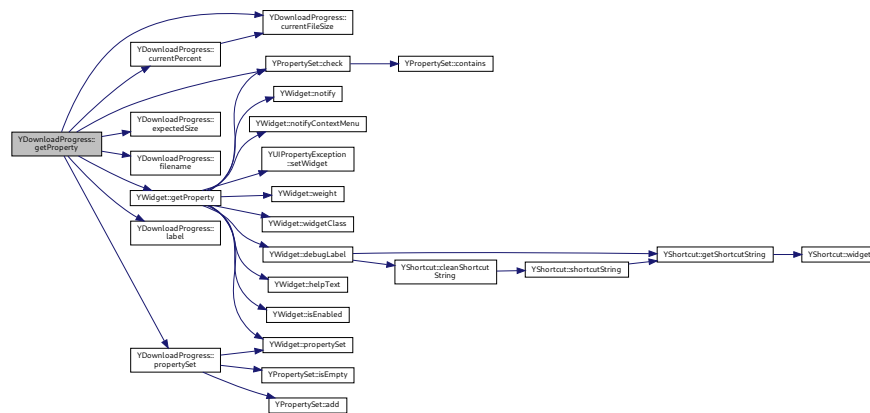 YDownloadProgress::
currentFileSize
YDownloadProgress::
currentPercent
YPropertySet::check
YPropertySet::contains
YWidget::notify
YDownloadProgress::
expectedSize
YWidget::notifyContextMenu
YDownloadProgress::
getProperty
YDownloadProgress::
filename
YUIPropertyException
::setWidget
YWidget::getProperty
YWidget::weight
YWidget::widgetClass
YDownloadProgress::
label
YWidget::debugLabel
YShortcut::getShortcutString
YShortcut::widget
YShortcut::cleanShortcut
String
YShortcut::shortcutString
YWidget::helpText
YWidget::isEnabled
YWidget::propertySet
YDownloadProgress::
propertySet
YPropertySet::isEmpty
YPropertySet::add